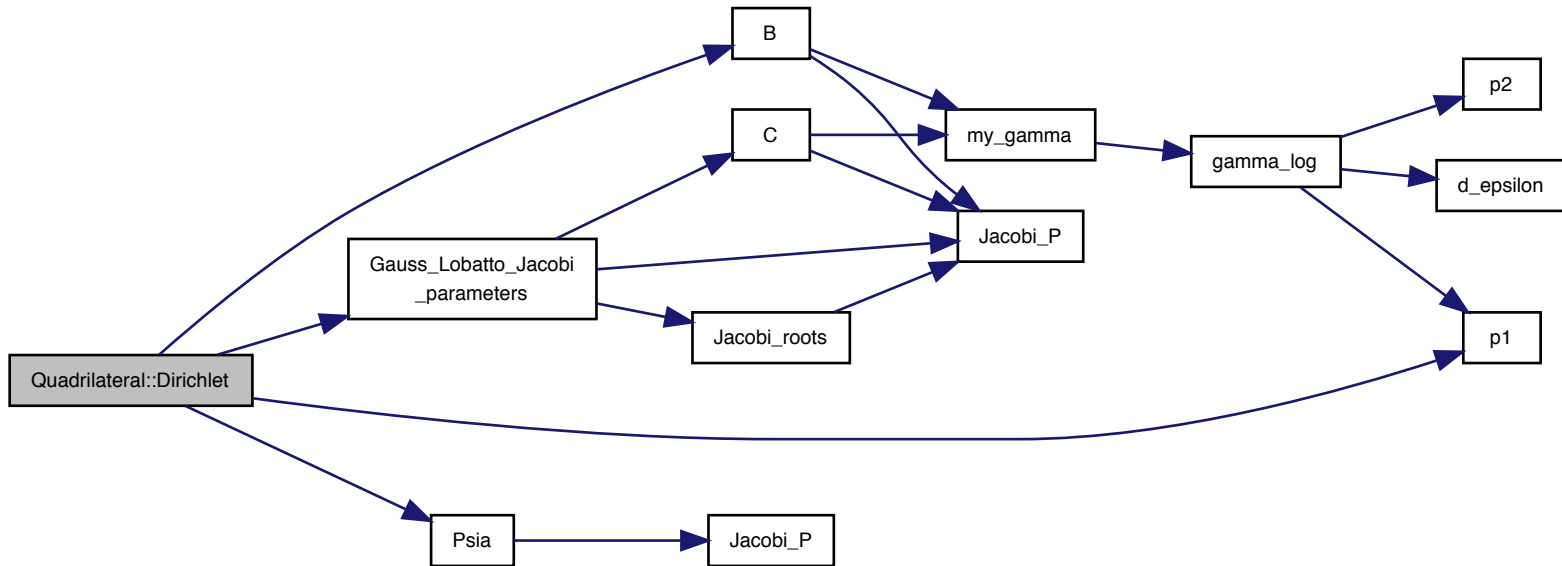 B
p2
C
my_gamma
gamma_log
d_epsilon
Jacobi_P
Gauss_Lobatto_Jacobi
_parameters
Jacobi_roots
p1
Quadrilateral::Dirichlet
Psia
Jacobi_P